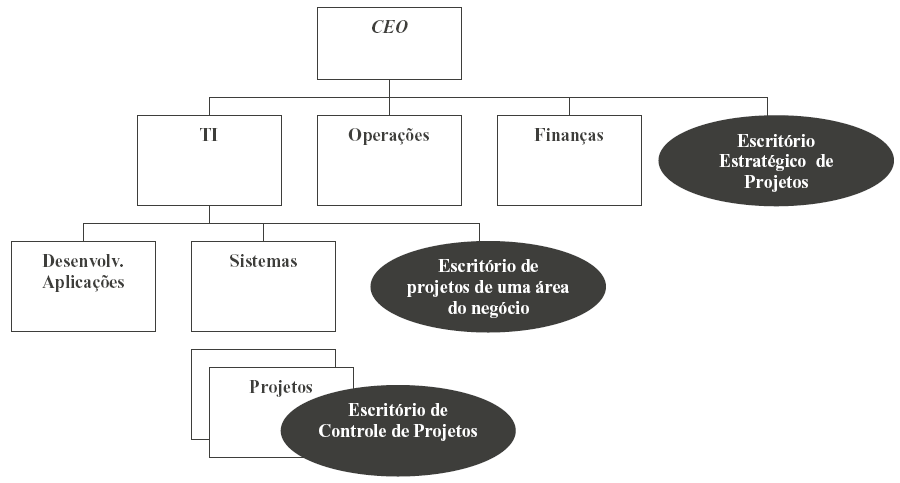 CEO
TI
Operações
Finanças
Escritório
Estratégico de
Projetos
Desenvolv.
Aplicações
Sistemas
Escritório de
projetos de uma área
do negócio
Projetos
Escritório de
Controle de Projetos